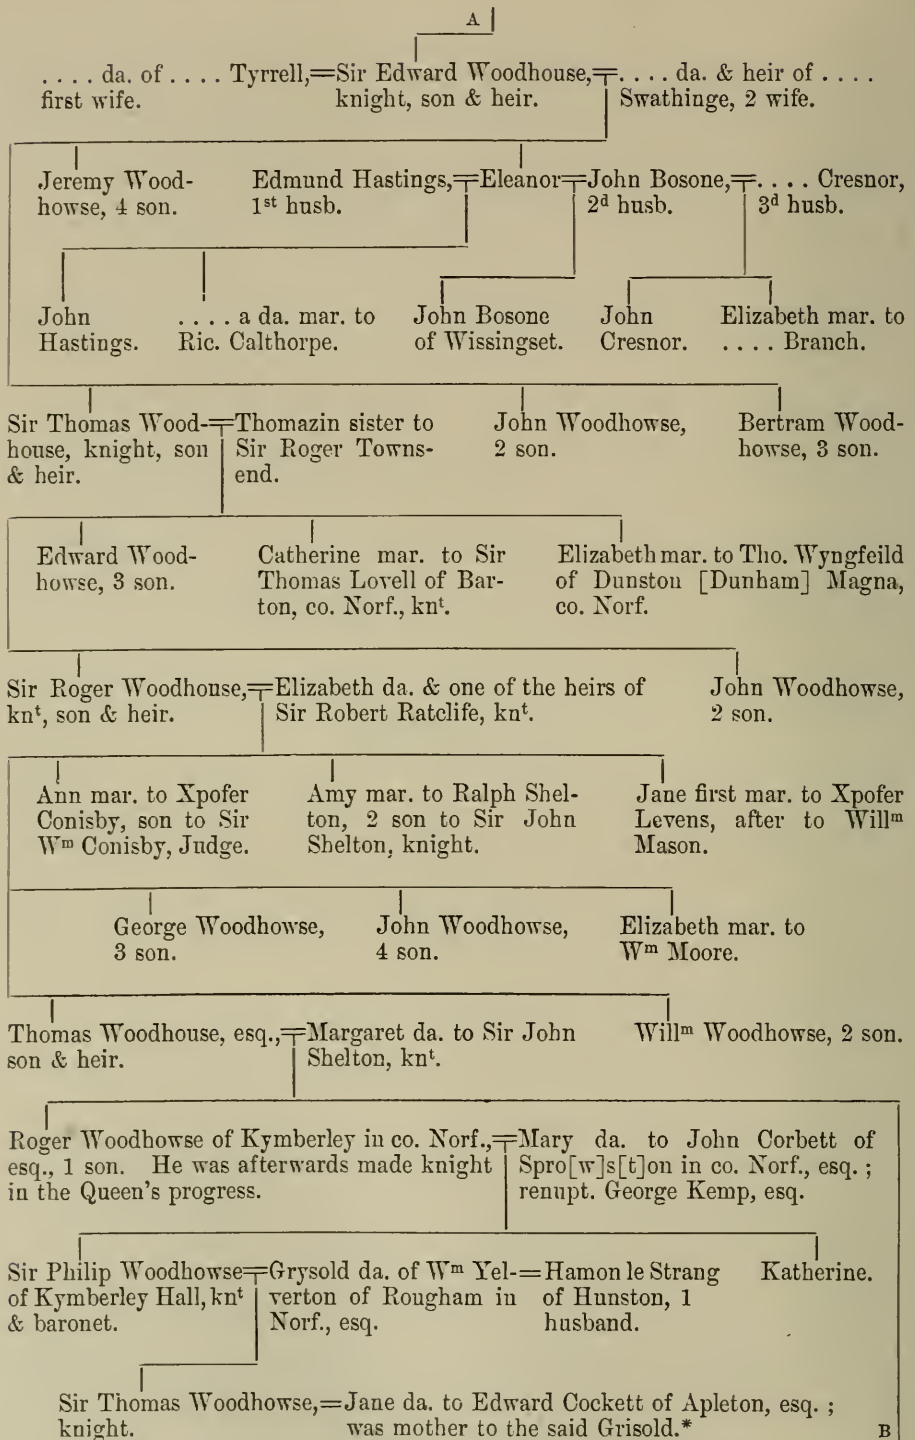 A
. . . . da. of . . . . Tyrrell,=Sir Edward Woodhouse,=. . . . da. & heir of . . . .
first wife. knight, son & heir. Swathinge, 2 wife.
Jeremy Wood- Edmund Hastings,=Eleanor=John Bosone,=. . . . Cresnor,
howse, 4 son. 1st husb. 2d husb. 3d husb.
John . . . . a da. mar. to John Bosone John Elizabeth mar. to
Hastings. Ric. Calthorpe. of Wissingset. Cresnor. . . . . Branch.
Sir Thomas Wood-=Thomazin sister to John Woodhowse, Bertram Wood-
house, knight, son Sir Roger Towns- 2 son. howse, 3 son.
& heir. end.
Edward Wood- Catherine mar. to Sir Elizabeth mar. to Tho. Wyngfeild
howse, 3 son. Thomas Lovell of Bar- of Dunston [Dunham] Magna,
ton, co. Norf., knt. co. Norf.
Sir Roger Woodhouse,=Elizabeth da. & one of the heirs of John Woodhowse,
knt, son & heir. Sir Robert Ratclife, knt. 2 son.
Ann mar. to Xpofer Amy mar. to Ralph Shel- Jane first mar. to Xpofer
Conisby, son to Sir ton, 2 son to Sir John Levens, after to Willm
Wm Conisby, Judge. Shelton, knight. Mason.
George Woodhowse, John Woodhowse, Elizabeth mar. to
3 son. 4 son. Wm Moore.
Thomas Woodhouse, esq.,=Margaret da. to Sir John Willm Woodhowse, 2 son.
son & heir. Shelton, knt.
Roger Woodhowse of Kymberley in co. Norf.,=Mary da. to John Corbett of
esq., 1 son. He was afterwards made knight Spro[w]s[t]on in co. Norf., esq. ;
in the Queen's progress. renupt. George Kemp, esq.
Sir Philip Woodhowse=Grysold da. of Wm Yel-=Hamon le Strang Katherine.
of Kymberley Hall, knt verton of Rougham in of Hunston, 1
& baronet. Norf., esq. husband.
Sir Thomas Woodhowse,=Jane da. to Edward Cockett of Apleton, esq. ;
knight. was mother to the said Grisold.* B